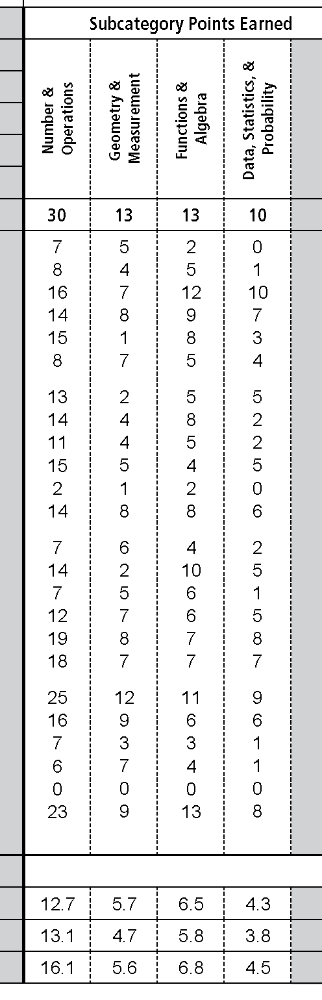 Subcategory Points Earned
Number &
Operations
Geometry &
Measurement
Functions &
Algebra
Data, Statistics, &
Probability
30 13 13 10
7 5 2 0
8 4 5 1
16 7 12 10
14 8 9 7
15 1 8 3
8 7 5 4
13 2 5 5
14 4 8 2
11 4 5 2
15 5 4 5
2 1 2 0
14 8 8 6
7 6 4 2
14 2 10 5
7 5 6 1
12 7 6 5
19 8 7 8
18 7 7 7
25 12 11 9
16 9 6 6
7 3 3 1
6 7 4 1
0 0 0 0
23 9 13 8
12.7 5.7 6.5 4.3
13.1 4.7 5.8 3.8
16.1 5.6 6.8 4.5